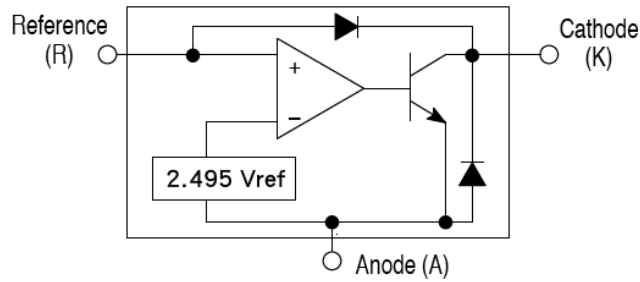 Reference
(R)
Cathode
(K)
+
−
2.495 Vref
Anode (A)